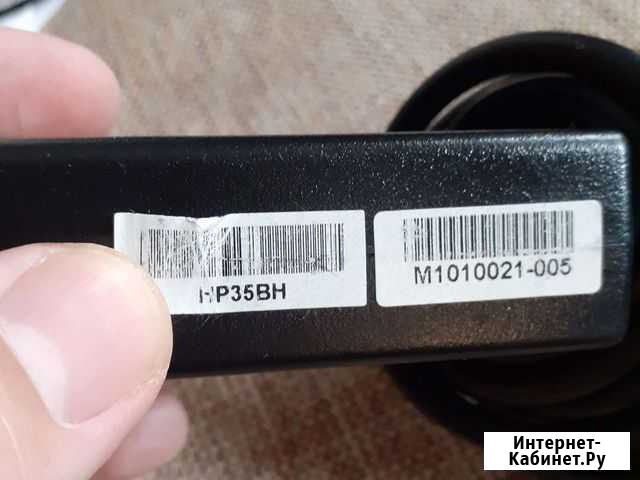 HP35BH
M1010021-005
Интернет-
Кабинет.Ру